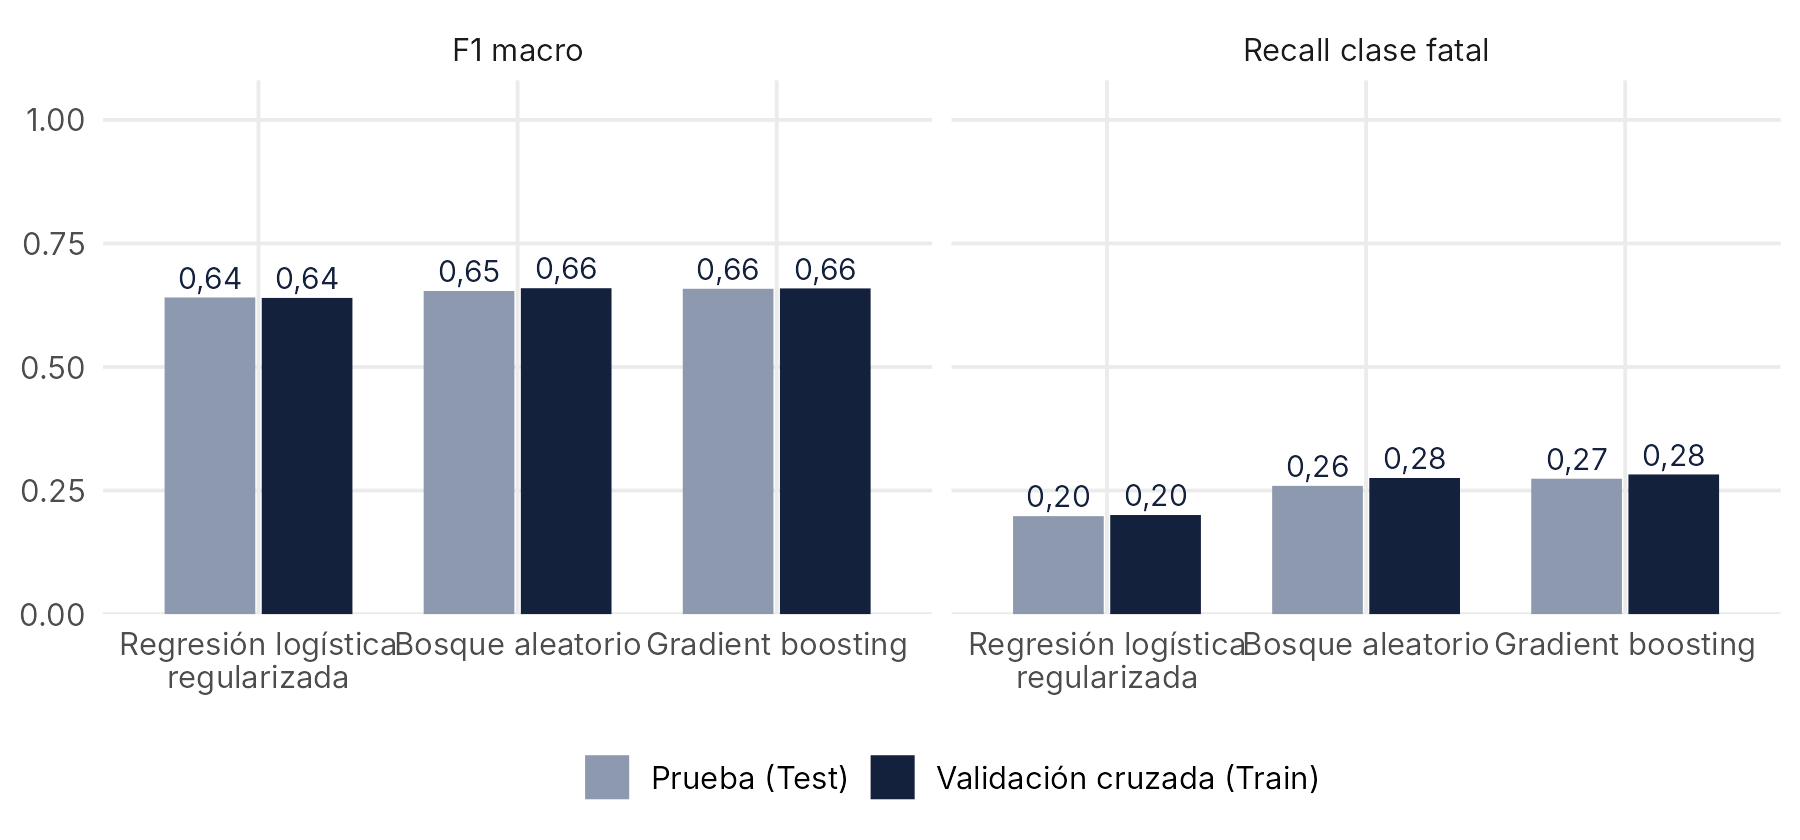 F1 macro
Recall clase fatal
1.00
0.75
0.50
0.25
0.00
0,64
0,64
0,65
0,66
0,66
0,66
0,20
0,20
0,26
0,28
0,27
0,28
Regresión logística
regularizada
Bosque aleatorio
Gradient boosting
Regresión logística
regularizada
Bosque aleatorio
Gradient boosting
Prueba (Test)
Validación cruzada (Train)